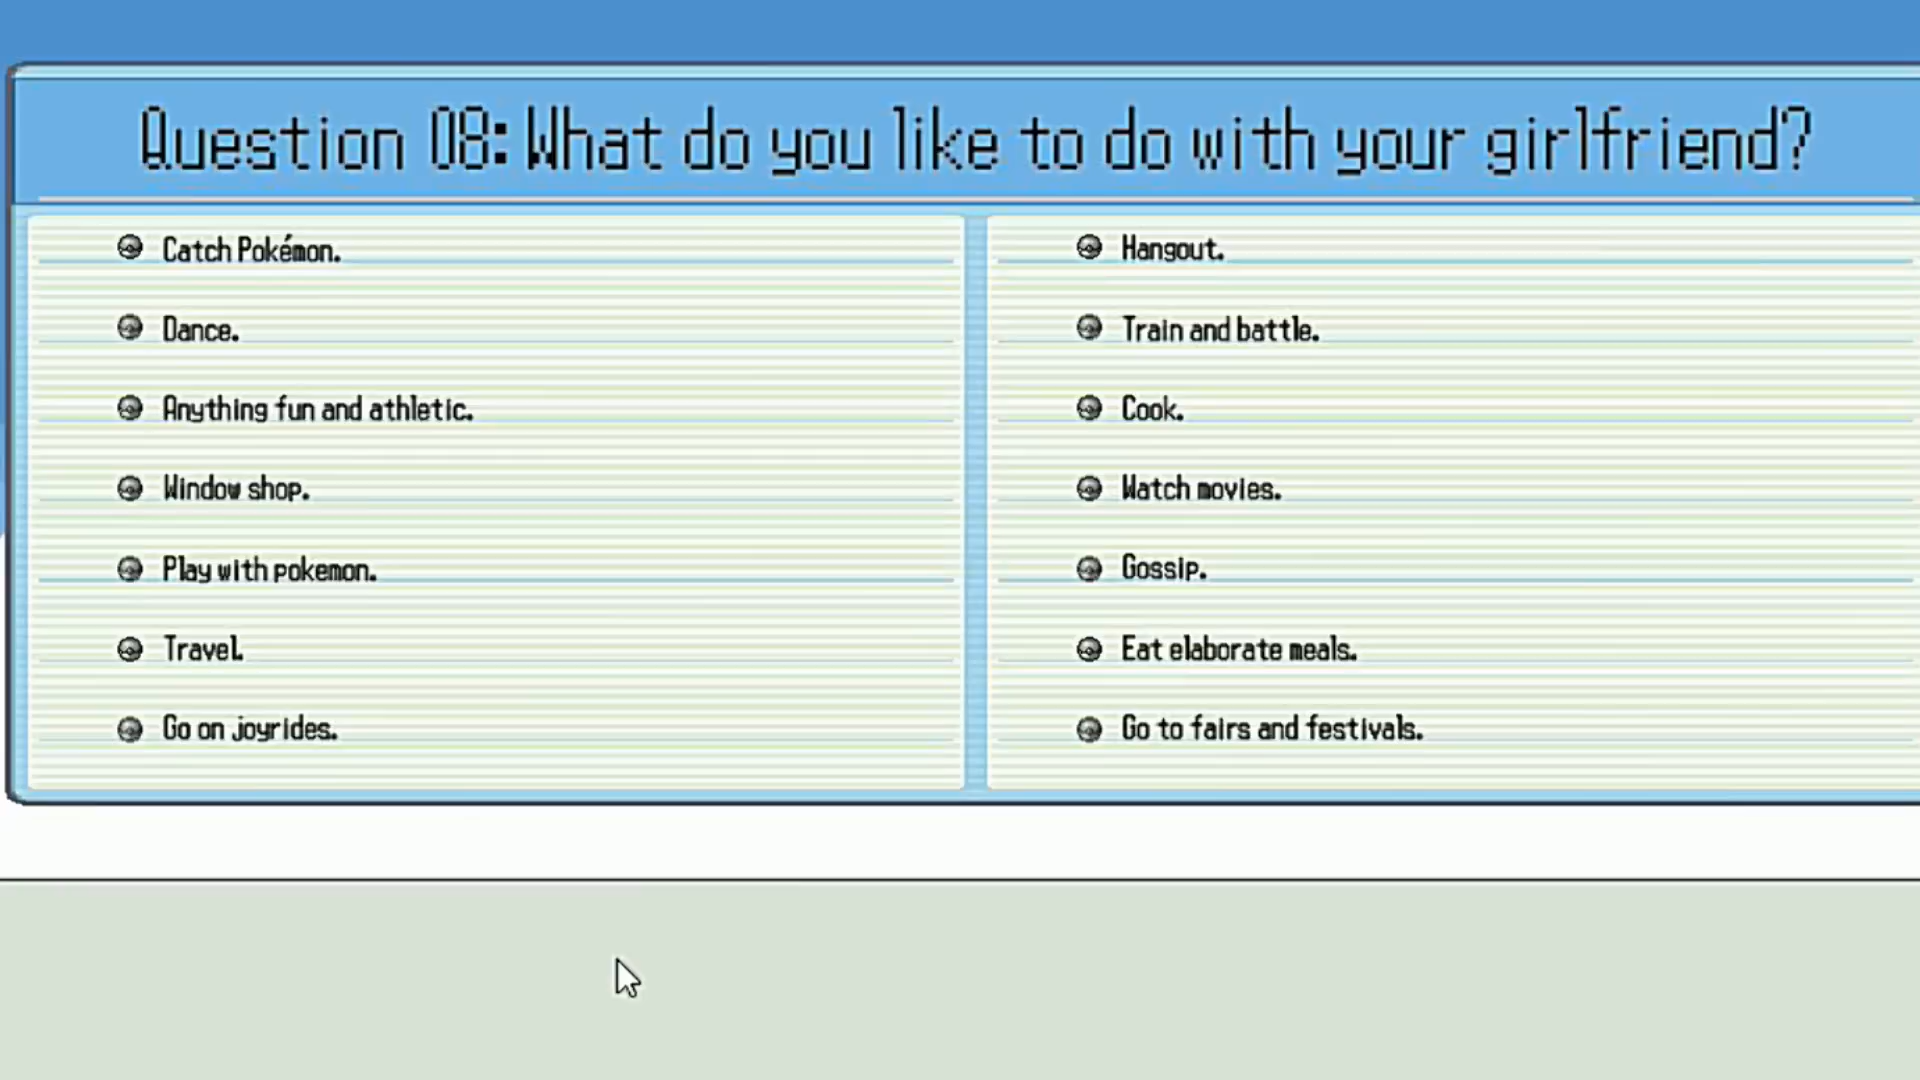 Question 08: What do you like to do with your girlfriend?
Catch Pokémon.
Dance.
Anything fun and athletic.
Window shop.
Play with pokemon.
Travel.
Go on joyrides.
Hangout.
Train and battle.
Cook.
Watch movies.
Gossip.
Eat elaborate meals.
Go to fairs and festivals.